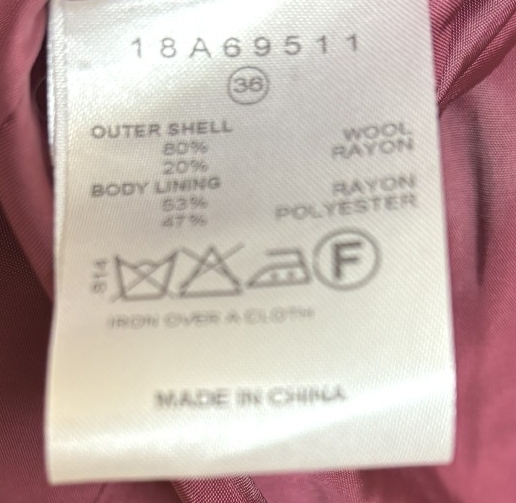 18A69511
36
OUTER SHELL
80% WOOL
20% RAYON
BODY LINING
53% RAYON
47% POLYESTER
814 F
IRON OVER A CLOTH
MADE IN CHINA